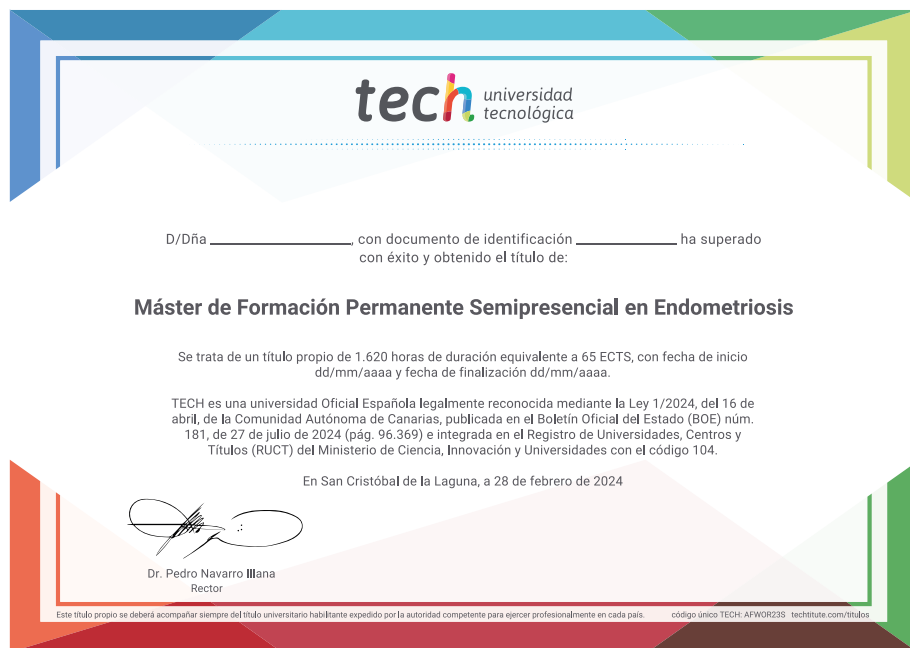 tech universidad
tecnológica
D/Dña ________________, con documento de identificación ____________ ha superado
con éxito y obtenido el título de:
Máster de Formación Permanente Semipresencial en Endometriosis
Se trata de un título propio de 1.620 horas de duración equivalente a 65 ECTS, con fecha de inicio
dd/mm/aaaa y fecha de finalización dd/mm/aaaa.
TECH es una universidad Oficial Española legalmente reconocida mediante la Ley 1/2024, del 16 de
abril, de la Comunidad Autónoma de Canarias, publicada en el Boletín Oficial del Estado (BOE) núm.
181, de 27 de julio de 2024 (pág. 96.369) e integrada en el Registro de Universidades, Centros y
Títulos (RUCT) del Ministerio de Ciencia, Innovación y Universidades con el código 104.
En San Cristóbal de la Laguna, a 28 de febrero de 2024
Dr. Pedro Navarro Illana
Rector
Este título propio se deberá acompañar siempre del título universitario habilitante expedido por la autoridad competente para ejercer profesionalmente en cada país. código único TECH: AFWOR23S techtitute.com/titulos